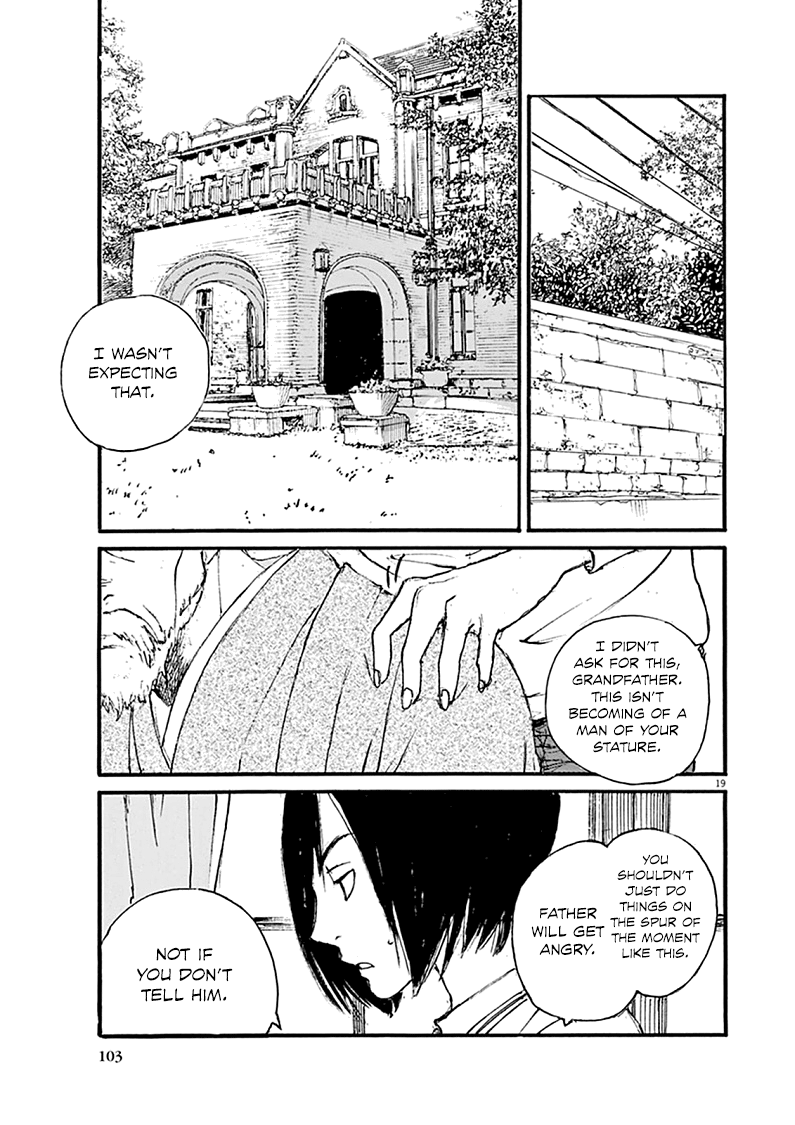 I WASN'T
EXPECTING
THAT.
I DIDN'T
ASK FOR THIS,
GRANDFATHER.
THIS ISN'T
BECOMING OF A
MAN OF YOUR
STATURE.
19
YOU
SHOULDN'T
JUST DO
THINGS ON
THE SPUR OF
THE MOMENT
LIKE THIS.
FATHER
WILL GET
ANGRY.
NOT IF
YOU DON'T
TELL HIM.
103